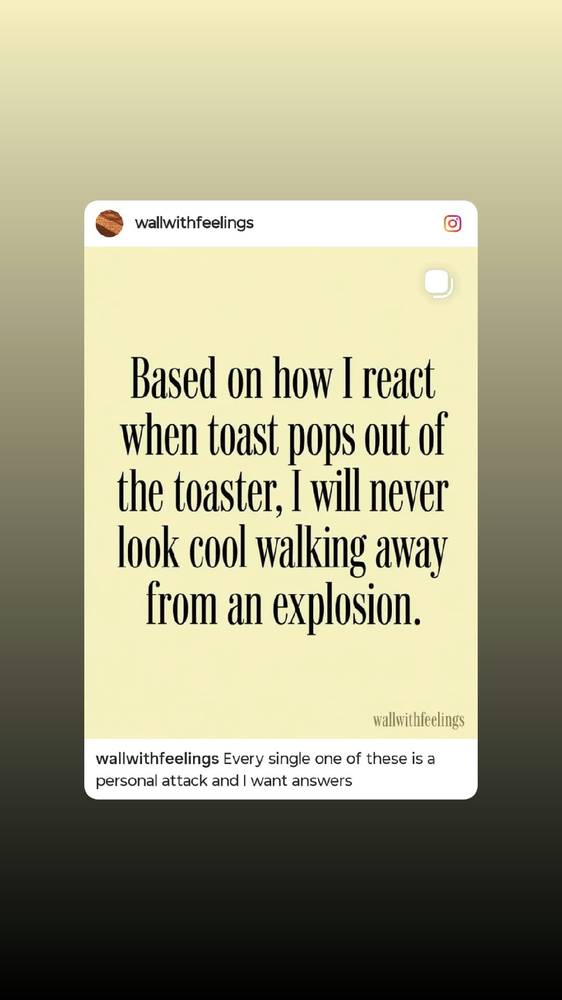 wallwithfeelings
Based on how I react
when toast pops out of
the toaster, I will never
look cool walking away
from an explosion.
wallwithfeelings
wallwithfeelings Every single one of these is a
personal attack and I want answers